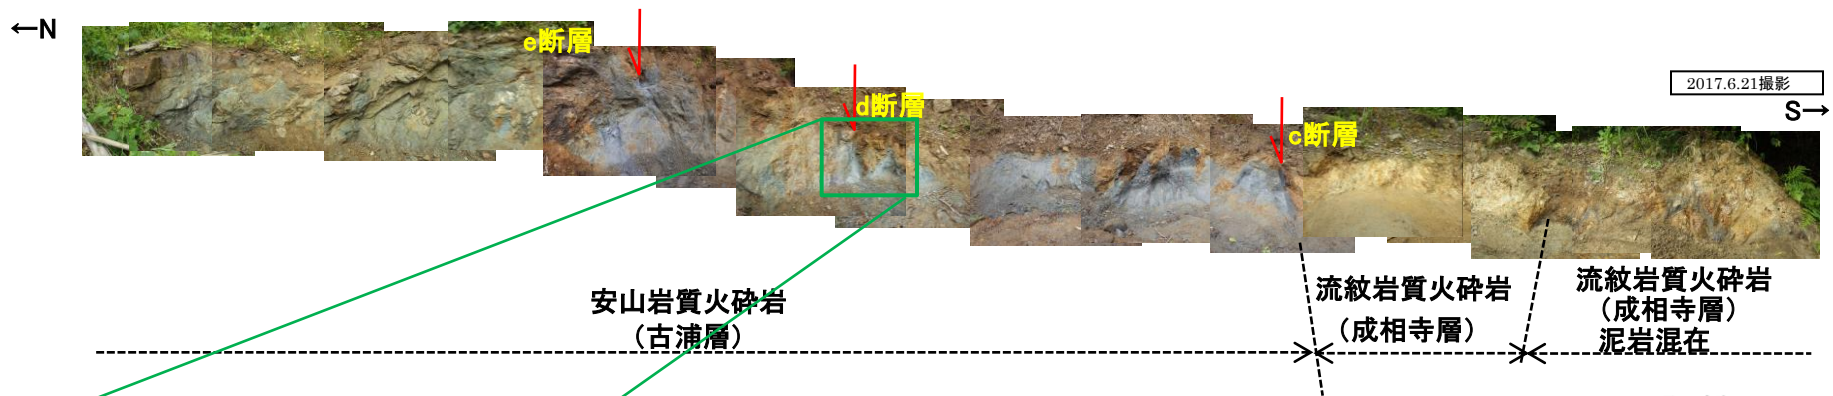 ←N
e断層
d断層
2017.6.21撮影
S→
c断層
安山岩質火砕岩
（古浦層）
流紋岩質火砕岩
（成相寺層）
流紋岩質火砕岩
（成相寺層）
泥岩混在